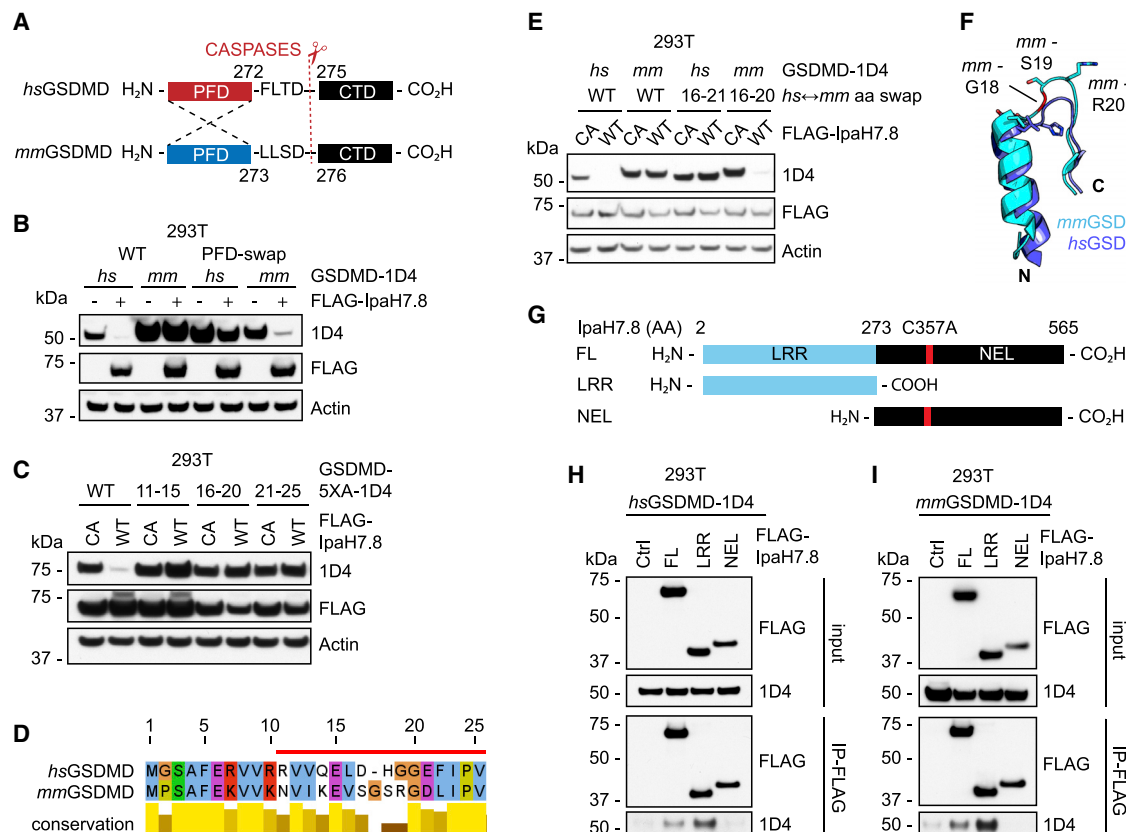 A
CASPASES
272 275
hsGSDMD H₂N - PFD -FLTD- CTD - CO₂H
mmGSDMD H₂N - PFD -LLSD- CTD - CO₂H
273 276
B
293T
WT PFD-swap
hs mm hs mm GSDMD-1D4
kDa - + - + - + - + FLAG-IpaH7.8
50 - 1D4
75 - FLAG
37 - Actin
C
293T
WT 11-15 16-20 21-25 GSDMD-5XA-1D4
kDa CA WT CA WT CA WT CA WT FLAG-IpaH7.8
75 - 1D4
75 - FLAG
37 - Actin
D
1 5 10 15 20 25
hsGSDMD MGSAFERVVRRVVQELD-HGGEFIPV
mmGSDMD MPSAFEKVVKNVIKEVSGSRGDLIPV
conservation
E
293T
hs mm hs mm GSDMD-1D4
WT WT 16-21 16-20 hs↔mm aa swap
kDa CA WT CA WT CA WT CA WT FLAG-IpaH7.8
50 - 1D4
75 - FLAG
37 - Actin
F
mm - S19
mm - G18
mm - R20
C
mmGSD
hsGSD
N
G
IpaH7.8 (AA) 2 273 C357A 565
FL H₂N - LRR NEL - CO₂H
LRR H₂N - - COOH
NEL H₂N - - CO₂H
H
293T
hsGSDMD-1D4
kDa Ctrl FL LRR NEL FLAG-IpaH7.8
75 -
50 - FLAG
37 -
50 - 1D4
input
75 -
50 - FLAG
37 -
50 - 1D4
IP-FLAG
I
293T
mmGSDMD-1D4
kDa Ctrl FL LRR NEL FLAG-IpaH7.8
75 -
50 - FLAG
37 -
50 - 1D4
input
75 -
50 - FLAG
37 -
50 - 1D4
IP-FLAG